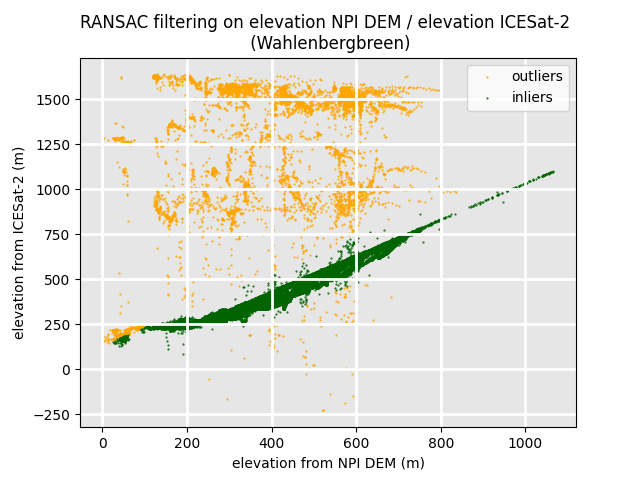 RANSAC filtering on elevation NPI DEM / elevation ICESat-2
(Wahlenbergbreen)
outliers
inliers
elevation from ICESat-2 (m)
1500
1250
1000
750
500
250
0
−250
0 200 400 600 800 1000
elevation from NPI DEM (m)